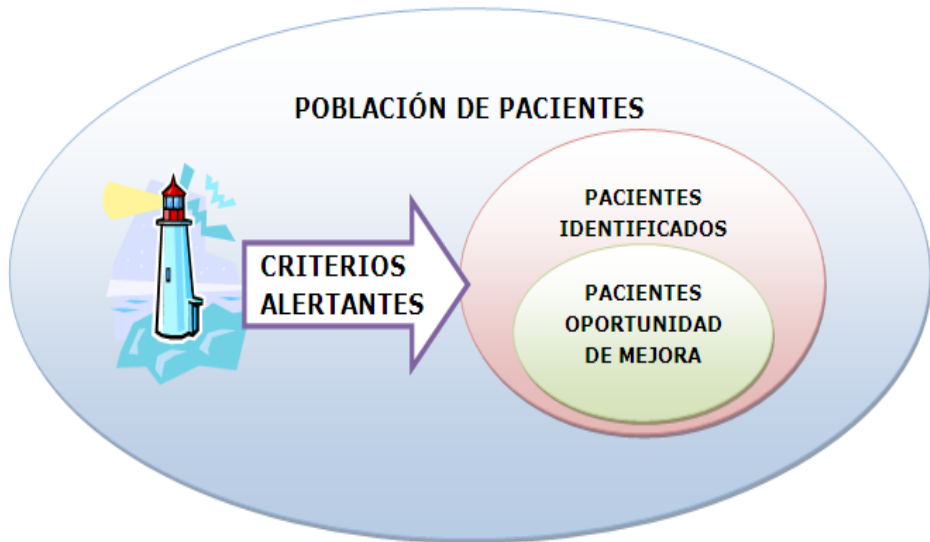 POBLACIÓN DE PACIENTES
CRITERIOS
ALERTANTES
PACIENTES
IDENTIFICADOS
PACIENTES
OPORTUNIDAD
DE MEJORA